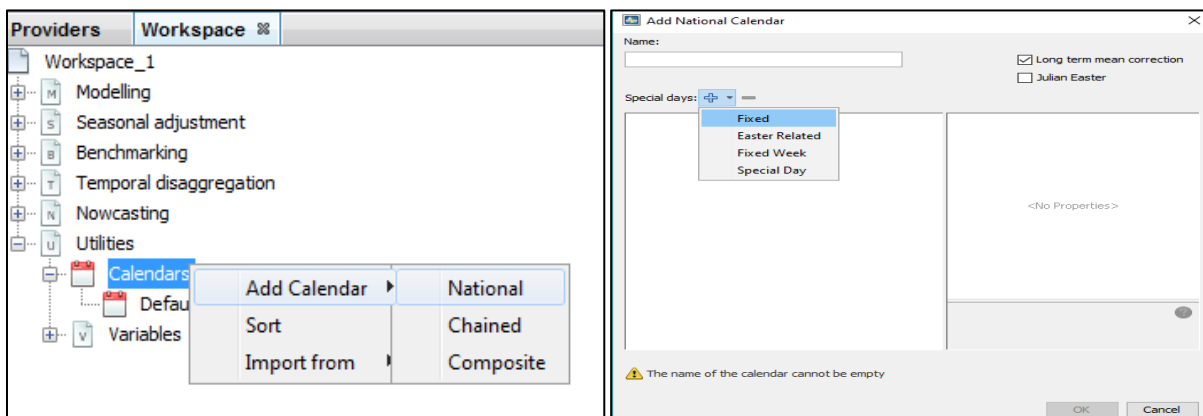 Providers
Workspace
Workspace_1
M Modelling
S Seasonal adjustment
B Benchmarking
T Temporal disaggregation
N Nowcasting
U Utilities
Calendars
Defau
V Variables
Add Calendar
Sort
Import from
National
Chained
Composite
Add National Calendar
Name:
Long term mean correction
Julian Easter
Special days:
Fixed
Easter Related
Fixed Week
Special Day
<No Properties>
The name of the calendar cannot be empty
OK
Cancel